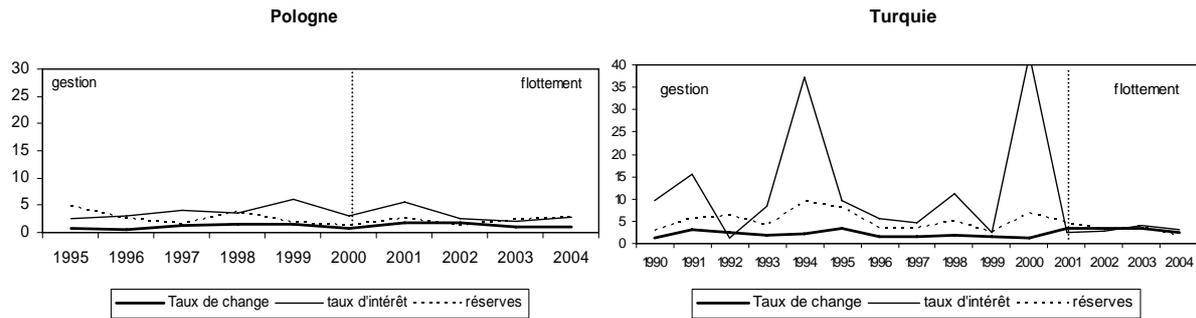 Pologne
30
25
20
15
10
5
0
gestion
flottement
1995 1996 1997 1998 1999 2000 2001 2002 2003 2004
Taux de change taux d'intérêt réserves
Turquie
40
35
30
25
20
15
10
5
0
gestion
flottement
1990 1991 1992 1993 1994 1995 1996 1997 1998 1999 2000 2001 2002 2003 2004
Taux de change taux d'intérêt réserves